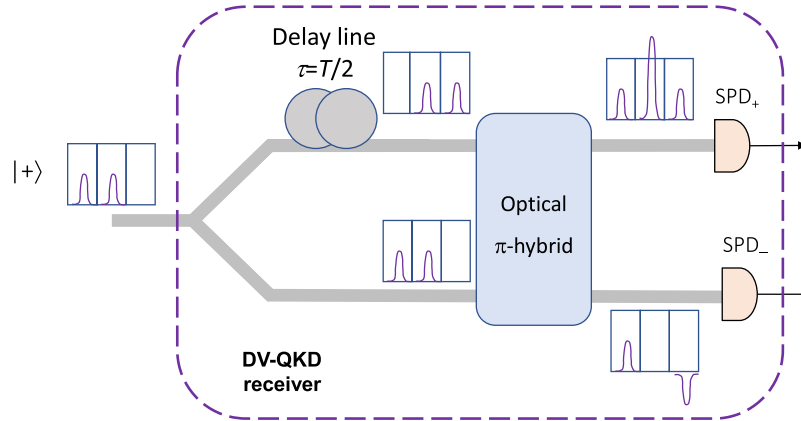 Delay line
τ=T/2
SPD₊
|+⟩
Optical
π-hybrid
SPD₋
DV-QKD
receiver